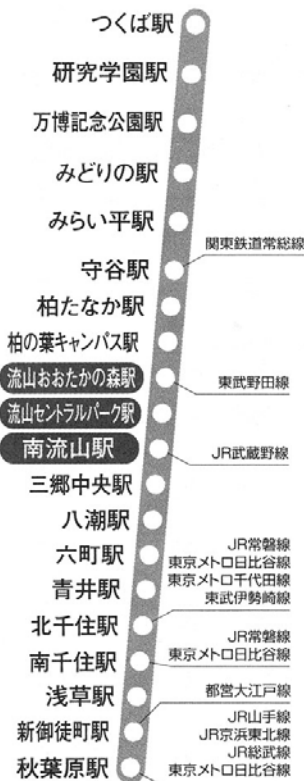 つくば駅
研究学園駅
万博記念公園駅
みどりの駅
みらい平駅
関東鉄道常総線
守谷駅
柏たなか駅
柏の葉キャンパス駅
流山おおたかの森駅
東武野田線
流山セントラルパーク駅
南流山駅
JR武蔵野線
三郷中央駅
八潮駅
六町駅
JR常磐線
東京メトロ日比谷線
東京メトロ千代田線
東武伊勢崎線
青井駅
北千住駅
JR常磐線
東京メトロ日比谷線
南千住駅
浅草駅
都営大江戸線
新御徒町駅
JR山手線
JR京浜東北線
JR総武線
東京メトロ日比谷線
秋葉原駅